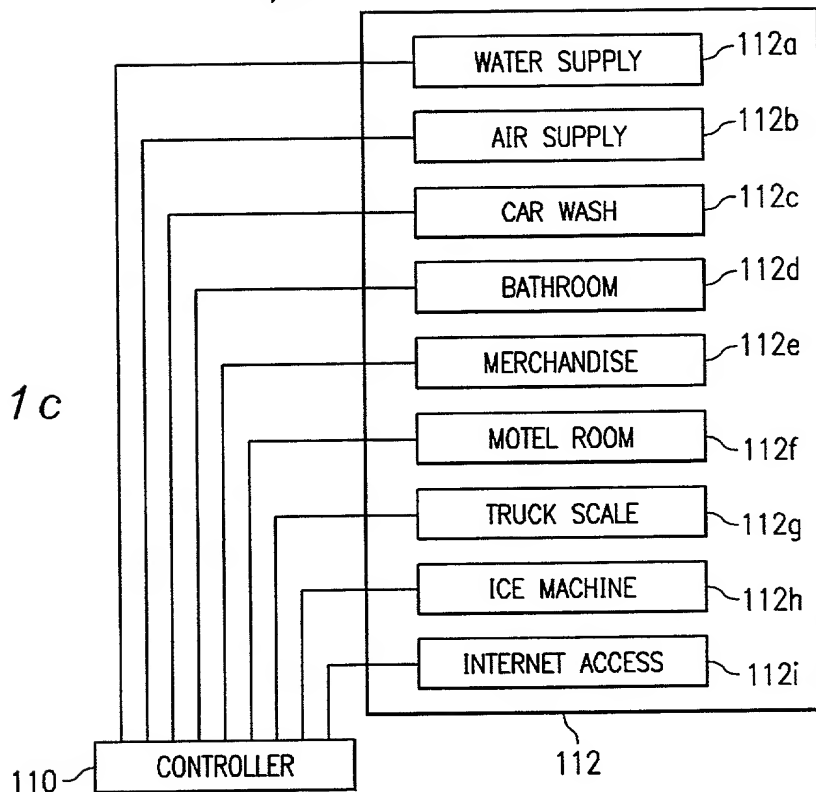 WATER SUPPLY 112a
AIR SUPPLY 112b
CAR WASH 112c
BATHROOM 112d
MERCHANDISE 112e
1c
MOTEL ROOM 112f
TRUCK SCALE 112g
ICE MACHINE 112h
INTERNET ACCESS 112i
110 CONTROLLER 112